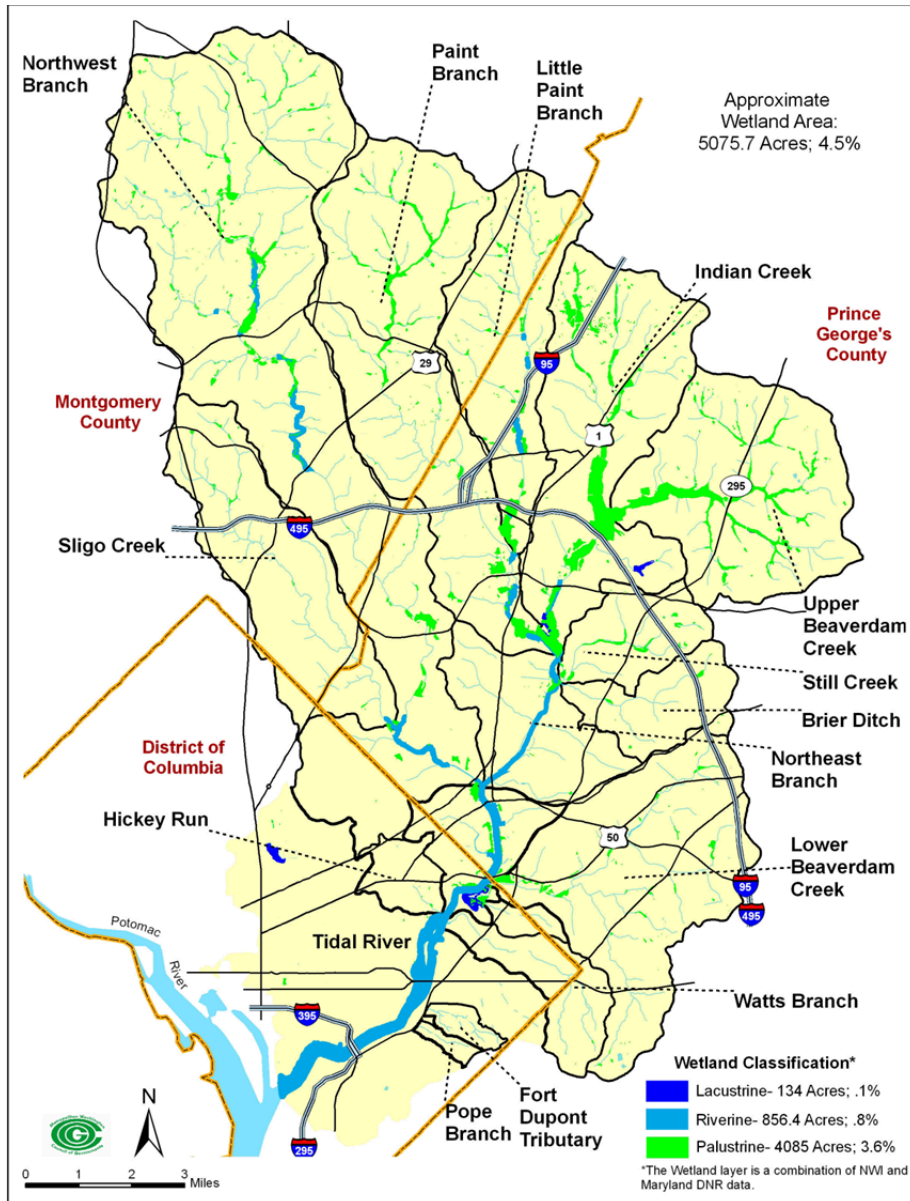 Northwest
Branch
Paint
Branch
Little
Paint
Branch
Approximate
Wetland Area:
5075.7 Acres; 4.5%
Indian Creek
Prince
George's
County
29
95
Montgomery
County
1
295
495
Sligo Creek
Upper
Beaverdam
Creek
Still Creek
Brier Ditch
District of
Columbia
Northeast
Branch
Hickey Run
50
Lower
Beaverdam
Creek
95
495
Potomac
River
Tidal River
Watts Branch
395
295
Pope
Branch
Fort
Dupont
Tributary
N
Wetland Classification*
Lacustrine- 134 Acres; .1%
Riverine- 856.4 Acres; .8%
Palustrine- 4085 Acres; 3.6%
*The Wetland layer is a combination of NWI and
Maryland DNR data.
0 1 2 3
Miles